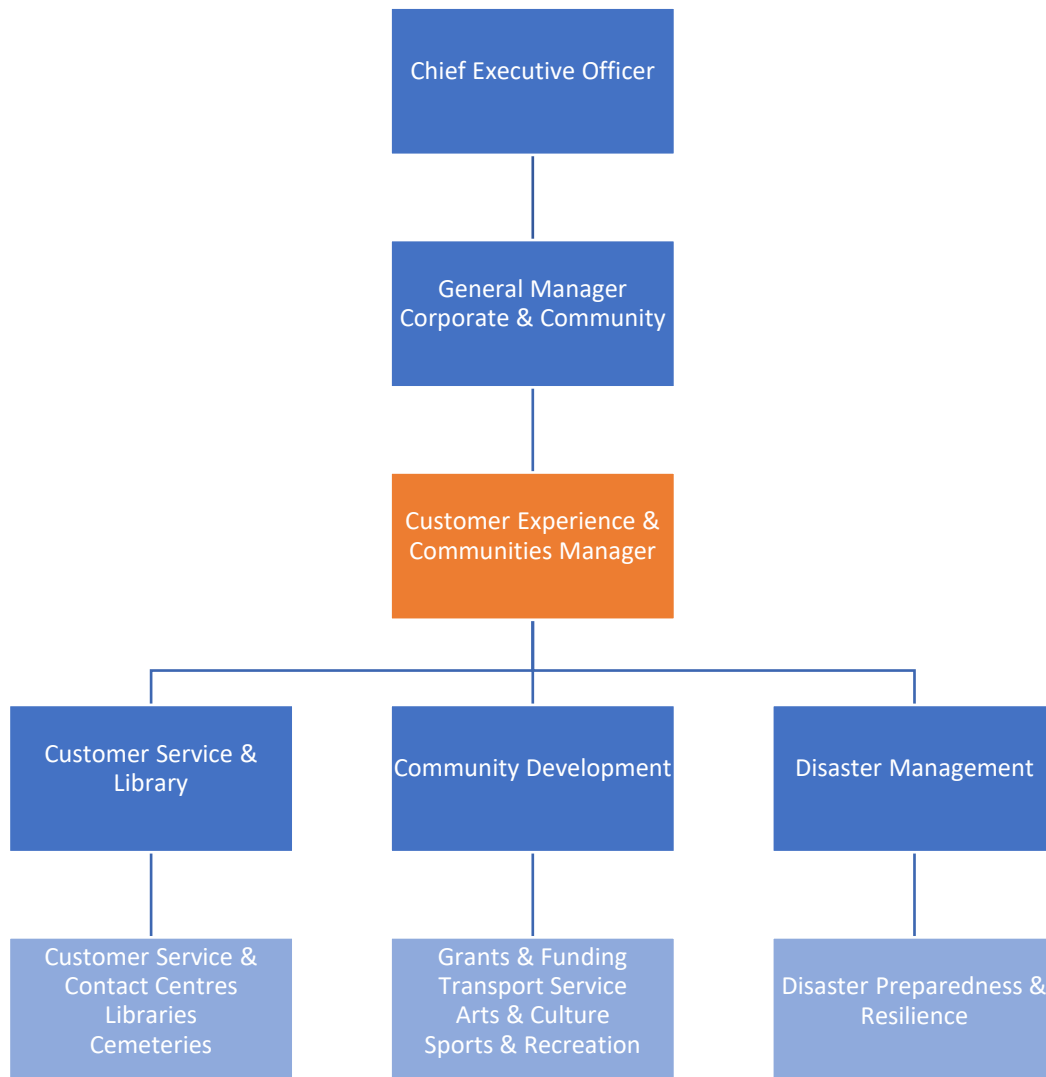 Chief Executive Officer
General Manager
Corporate & Community
Customer Experience &
Communities Manager
Customer Service &
Library
Community Development
Disaster Management
Customer Service &
Contact Centres
Libraries
Cemeteries
Grants & Funding
Transport Service
Arts & Culture
Sports & Recreation
Disaster Preparedness &
Resilience